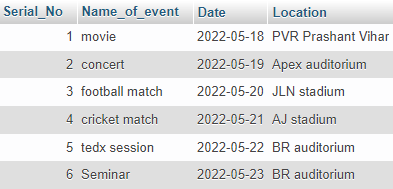 Serial_No Name_of_event Date Location
1 movie 2022-05-18 PVR Prashant Vihar
2 concert 2022-05-19 Apex auditorium
3 football match 2022-05-20 JLN stadium
4 cricket match 2022-05-21 AJ stadium
5 tedx session 2022-05-22 BR auditorium
6 Seminar 2022-05-23 BR auditorium